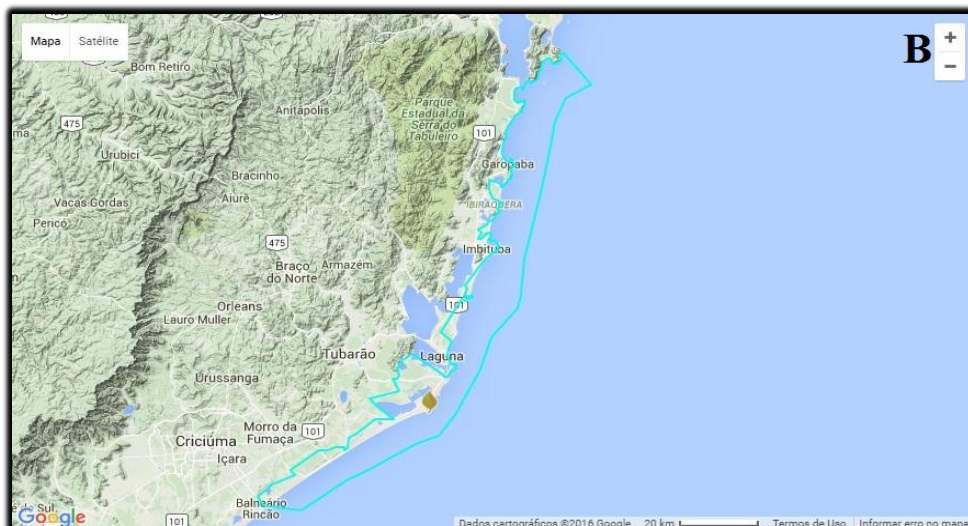 Mapa Satélite
B
+
−
Bom Retiro
Anitápolis
475
Parque
Estadual da
Serra do
Tabuleiro
101
Urubici
Garopaba
Bracinho
Aiurê
IBIRAQUERA
Vacas Gordas
Pericó
475
Imbituba
Braço
do Norte
Armazém
101
Orleans
Lauro Muller
Tubarão
Laguna
Urussanga
Morro da
Fumaça
101
Criciúma
Içara
Balneário
Rincão
101
Google
Dados cartográficos ©2016 Google 20 km Termos de Uso Informar erro no mapa